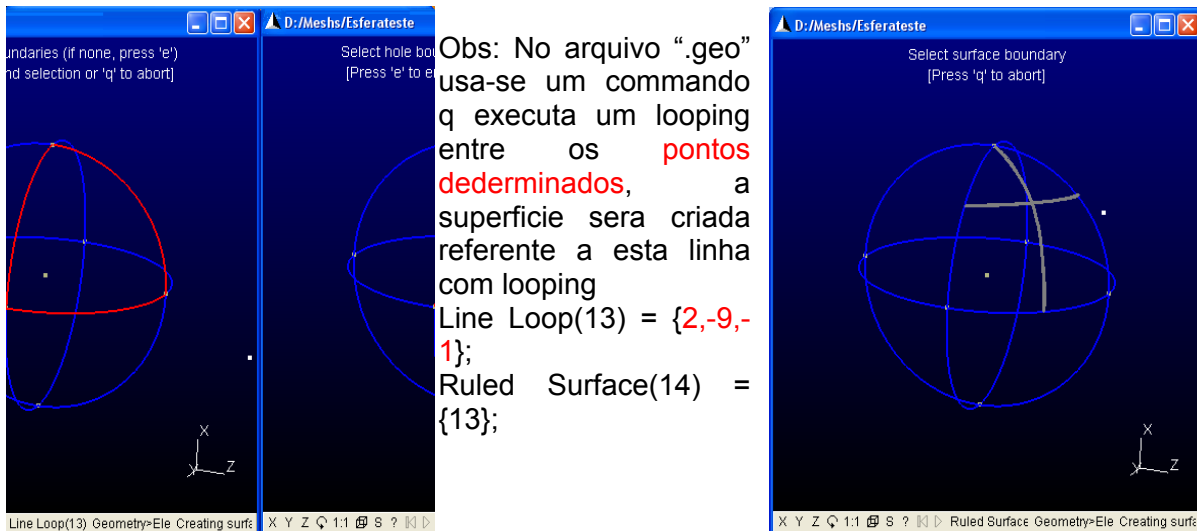 undaries (if none, press 'e')
nd selection or 'q' to abort]
X
Y
Z
Line Loop(13) Geometry>Ele Creating surfa
D:/Meshs/Esferateste
Select hole bou
[Press 'e' to e
X Y Z 1:1 S ?
Obs: No arquivo “.geo”
usa-se um commando
q executa um looping
entre os pontos
dederminados, a
superficie sera criada
referente a esta linha
com looping
Line Loop(13) = {2,-9,-
1};
Ruled Surface(14) =
{13};
D:/Meshs/Esferateste
Select surface boundary
[Press 'q' to abort]
X
Y
Z
X Y Z 1:1 S ? Ruled Surface Geometry>Ele Creating surfa